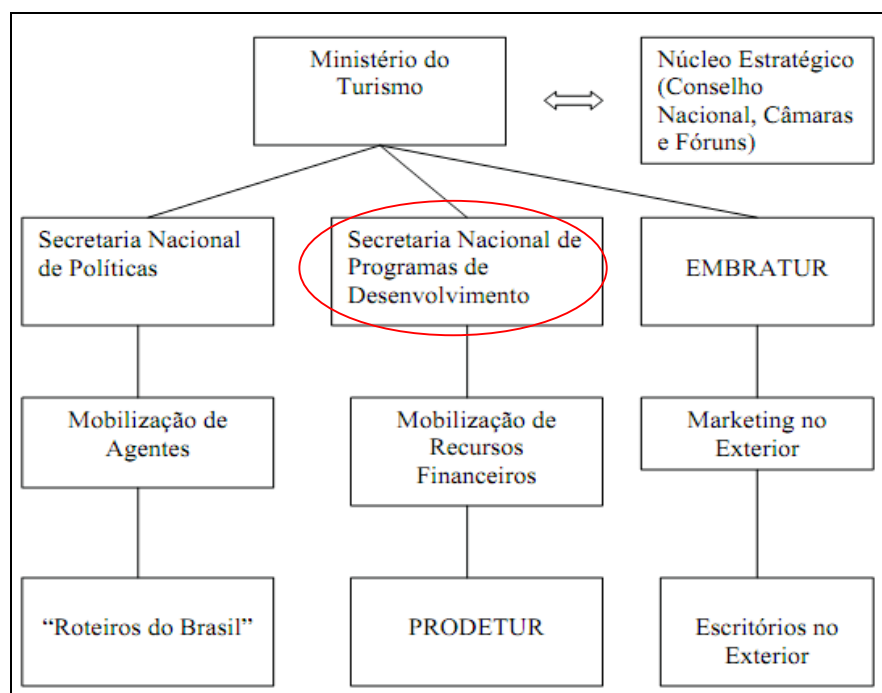 Ministério do
Turismo
Núcleo Estratégico
(Conselho
Nacional, Câmaras
e Fóruns)
Secretaria Nacional
de Políticas
Secretaria Nacional de
Programas de
Desenvolvimento
EMBRATUR
Mobilização de
Agentes
Mobilização de
Recursos
Financeiros
Marketing no
Exterior
“Roteiros do Brasil”
PRODETUR
Escritórios no
Exterior